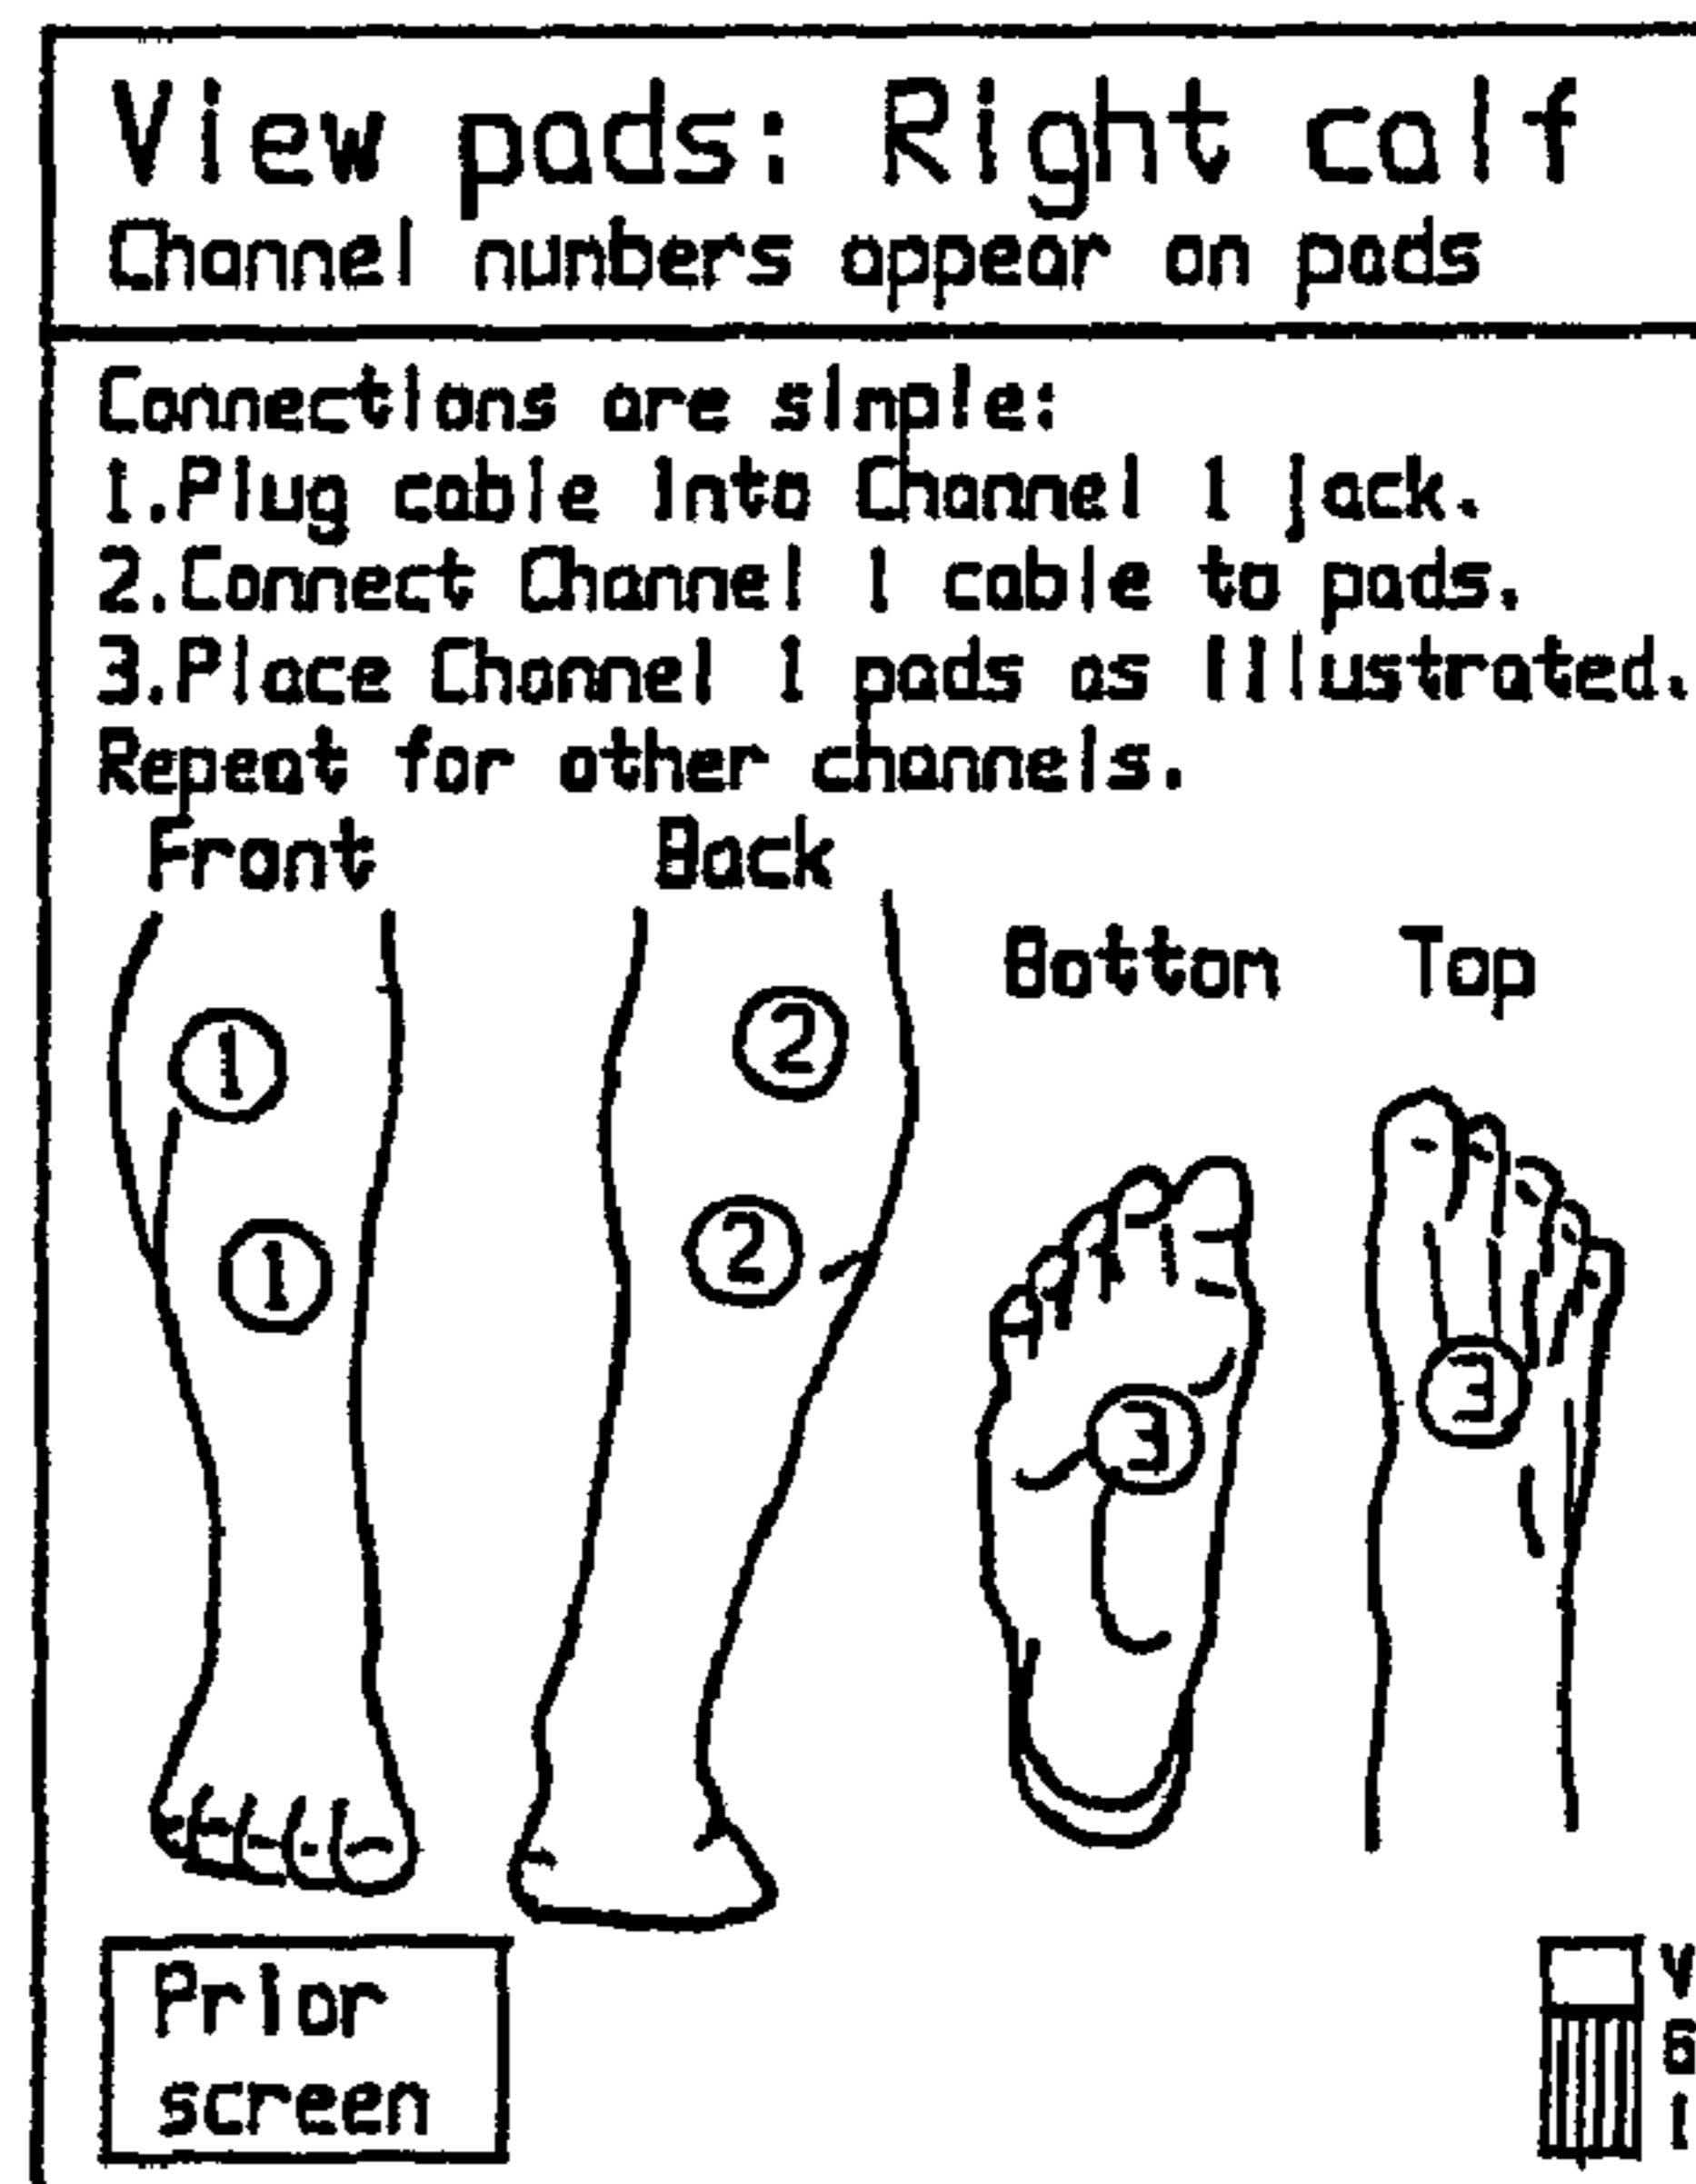 View pads: Right calf
Channel numbers appear on pads
Connections are simple:
1.Plug cable into Channel 1 jack.
2.Connect Channel 1 cable to pads.
3.Place Channel 1 pads as illustrated.
Repeat for other channels.
Front Back
Bottom Top
1 2
1 2
3 3
Prior
screen